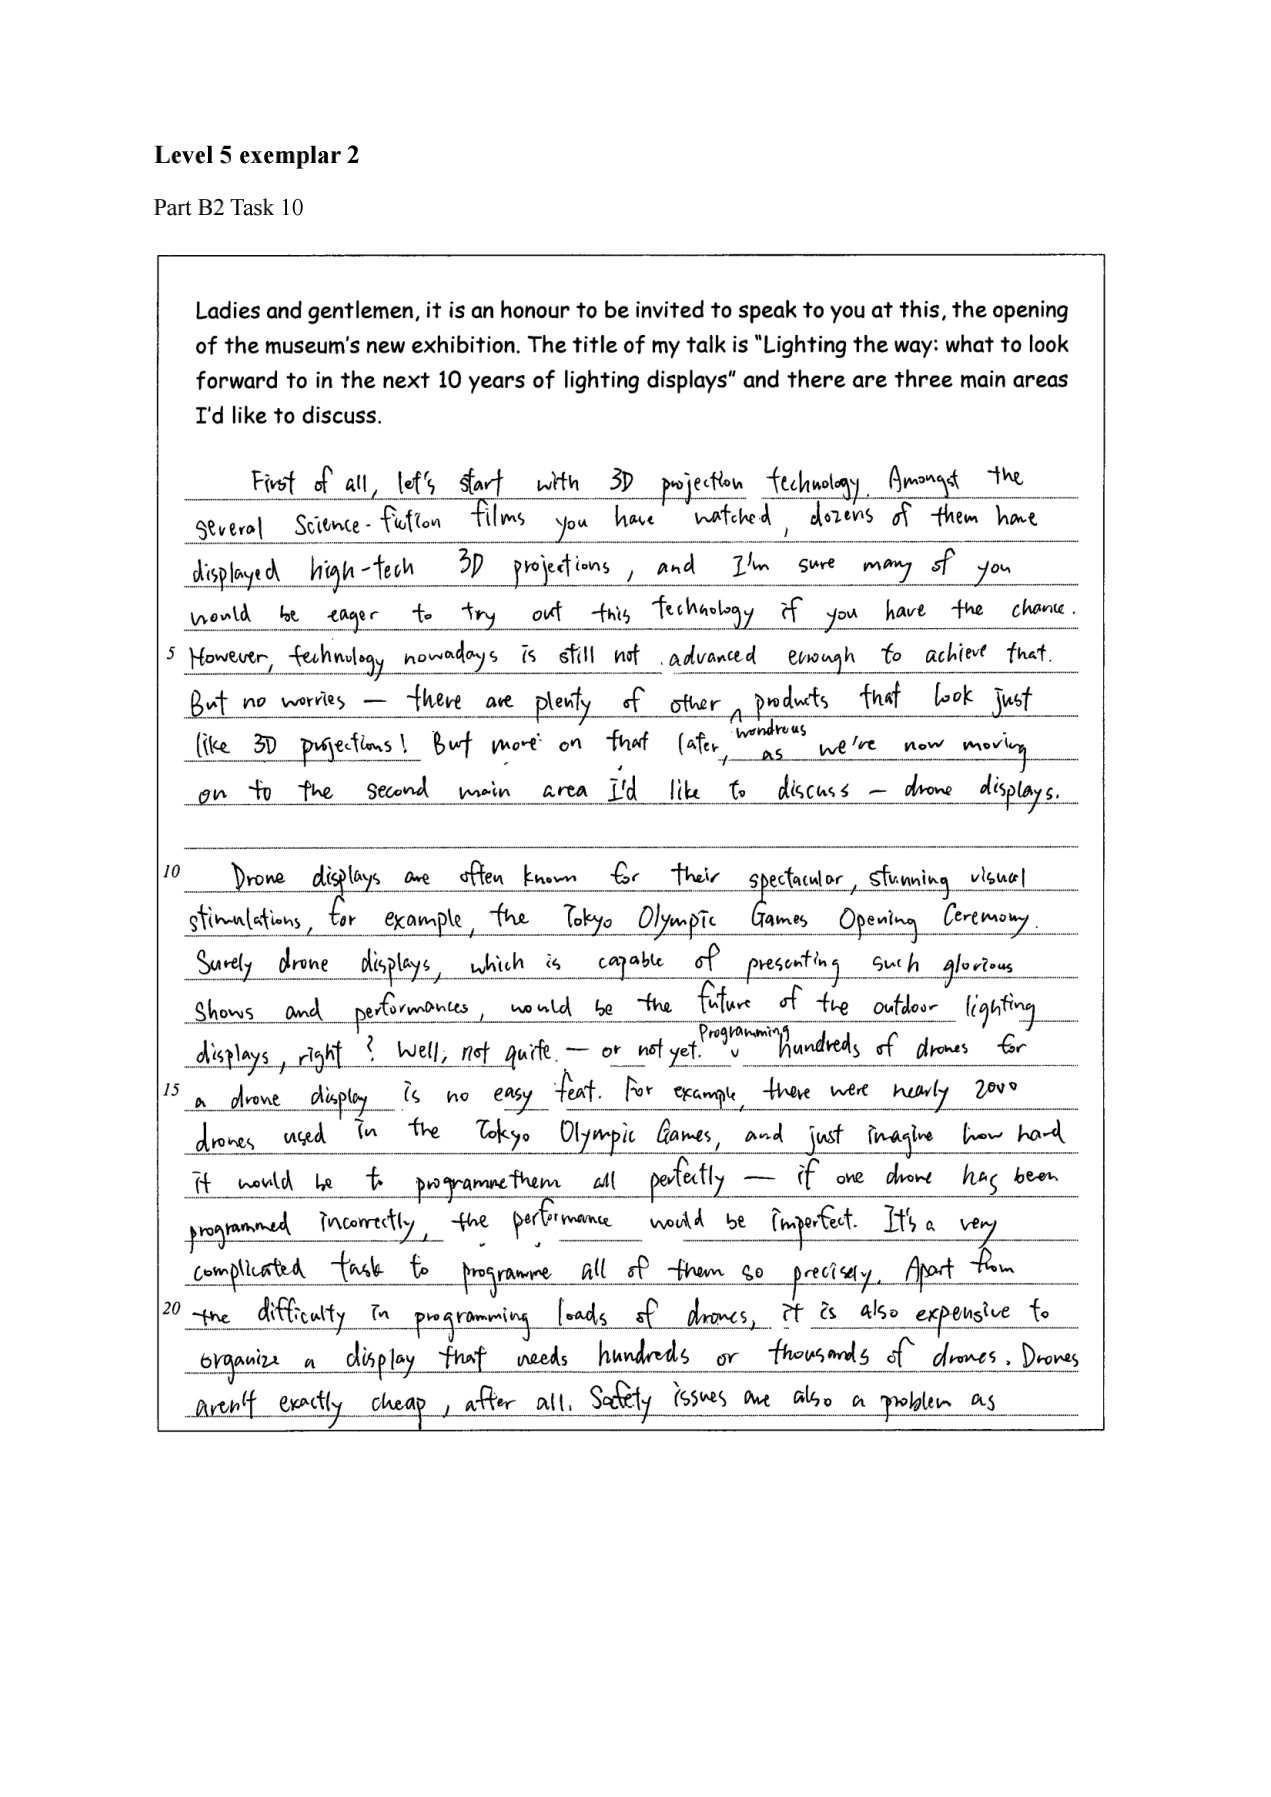 Level 5 exemplar 2
Part B2 Task 10
Ladies and gentlemen, it is an honour to be invited to speak to you at this, the opening
of the museum's new exhibition. The title of my talk is "Lighting the way: what to look
forward to in the next 10 years of lighting displays" and there are three main areas
I'd like to discuss.
First of all, let's start with 3D projection technology. Amongst the
several Science-fiction films you have watched, dozens of them have
displayed high-tech 3D projections, and I'm sure many of you
would be eager to try out this technology if you have the chance.
5 However, technology nowadays is still not advanced enough to achieve that.
But no worries — there are plenty of other ^ products that look just
wondrous
like 3D projections! But more on that later, as we're now moving
on to the second main area I'd like to discuss — drone displays.
10 Drone displays are often known for their spectacular, stunning visual
stimulations, for example, the Tokyo Olympic Games Opening Ceremony.
Surely drone displays, which is capable of presenting such glorious
shows and performances, would be the future of the outdoor lighting
Programming
displays, right? Well, not quite. — or not yet. v hundreds of drones for
15 a drone display is no easy feat. For example, there were nearly 2000
drones used in the Tokyo Olympic Games, and just imagine how hard
it would be to programme them all perfectly — if one drone has been
programmed incorrectly, the performance would be imperfect. It's a very
complicated task to programme all of them so precisely. Apart from
20 the difficulty in programming loads of drones, it is also expensive to
organize a display that needs hundreds or thousands of drones. Drones
aren't exactly cheap, after all. Safety issues are also a problem as